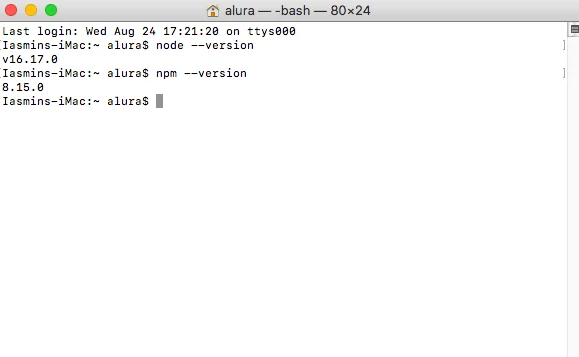 alura — -bash — 80×24
Last login: Wed Aug 24 17:21:20 on ttys000
[Iasmins-iMac:~ alura$ node --version ]
v16.17.0
[Iasmins-iMac:~ alura$ npm --version ]
8.15.0
Iasmins-iMac:~ alura$